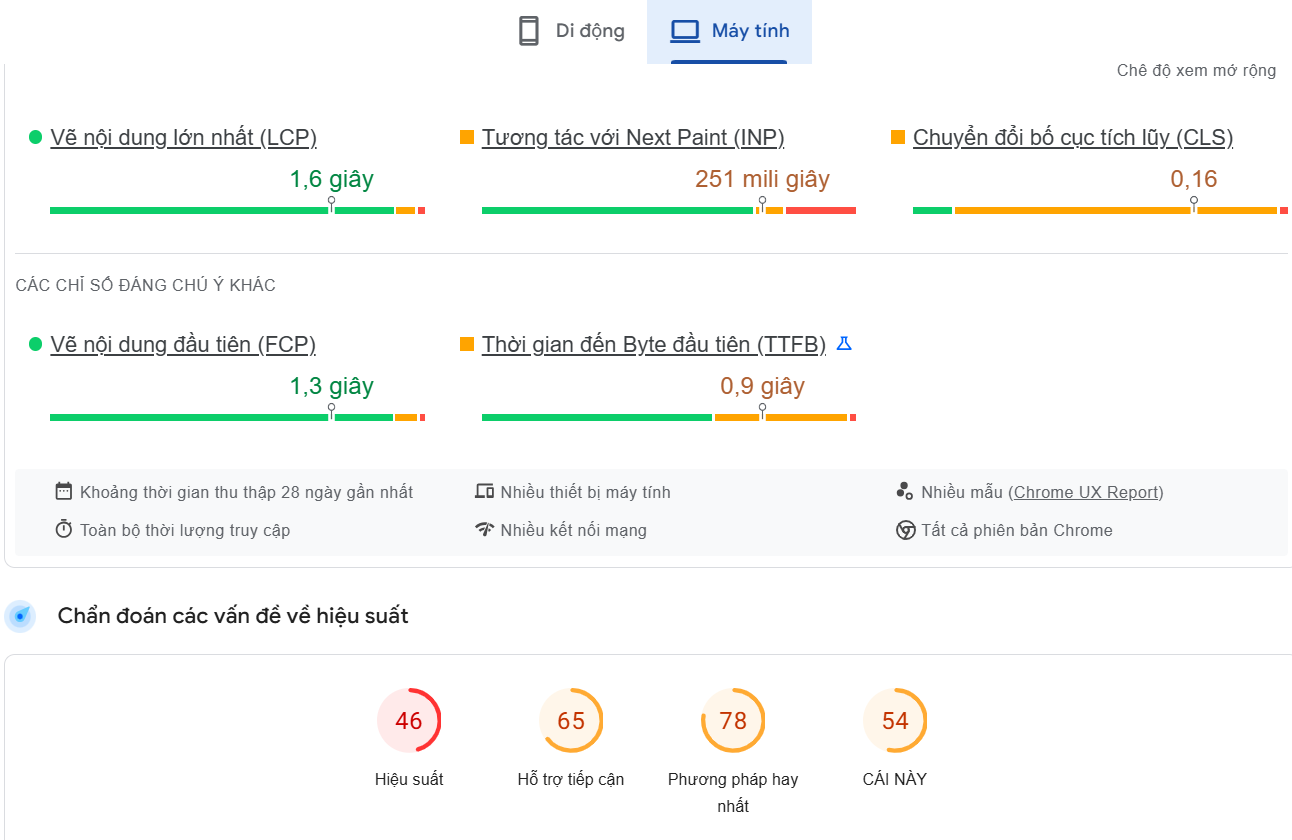 Di động
Máy tính
Chê độ xem mở rộng
Vẽ nội dung lớn nhất (LCP)
1,6 giây
Tương tác với Next Paint (INP)
251 mili giây
Chuyển đổi bố cục tích lũy (CLS)
0,16
CÁC CHỈ SỐ ĐÁNG CHÚ Ý KHÁC
Vẽ nội dung đầu tiên (FCP)
1,3 giây
Thời gian đến Byte đầu tiên (TTFB)
0,9 giây
Khoảng thời gian thu thập 28 ngày gần nhất
Nhiều thiết bị máy tính
Nhiều mẫu (Chrome UX Report)
Toàn bộ thời lượng truy cập
Nhiều kết nối mạng
Tất cả phiên bản Chrome
Chẩn đoán các vấn đề về hiệu suất
46
65
78
54
Hiệu suất
Hỗ trợ tiếp cận
Phương pháp hay
nhất
CÁI NÀY